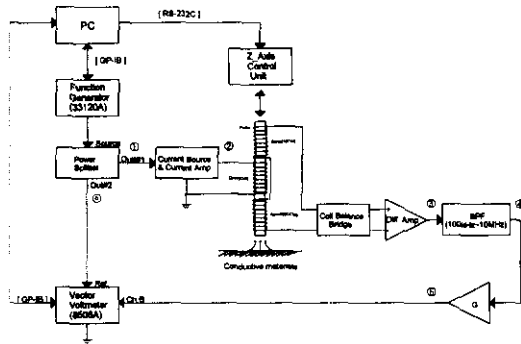 [ RS-232C ]
PC
[ GP-IB ]
Z_Axis
Control
Unit
Function
Generator
(33120A)
Source
①
②
Power
Splitter
Out#1
Current Source
& Current Amp
Out#2
Coil Balance
Bridge
Diff Amp
③
BPF
(100kHz~10MHz)
④
Conductive materials
Ref.
[ GP-IB ]
Vector
Voltmeter
(8508A)
Ch B
⑤
G